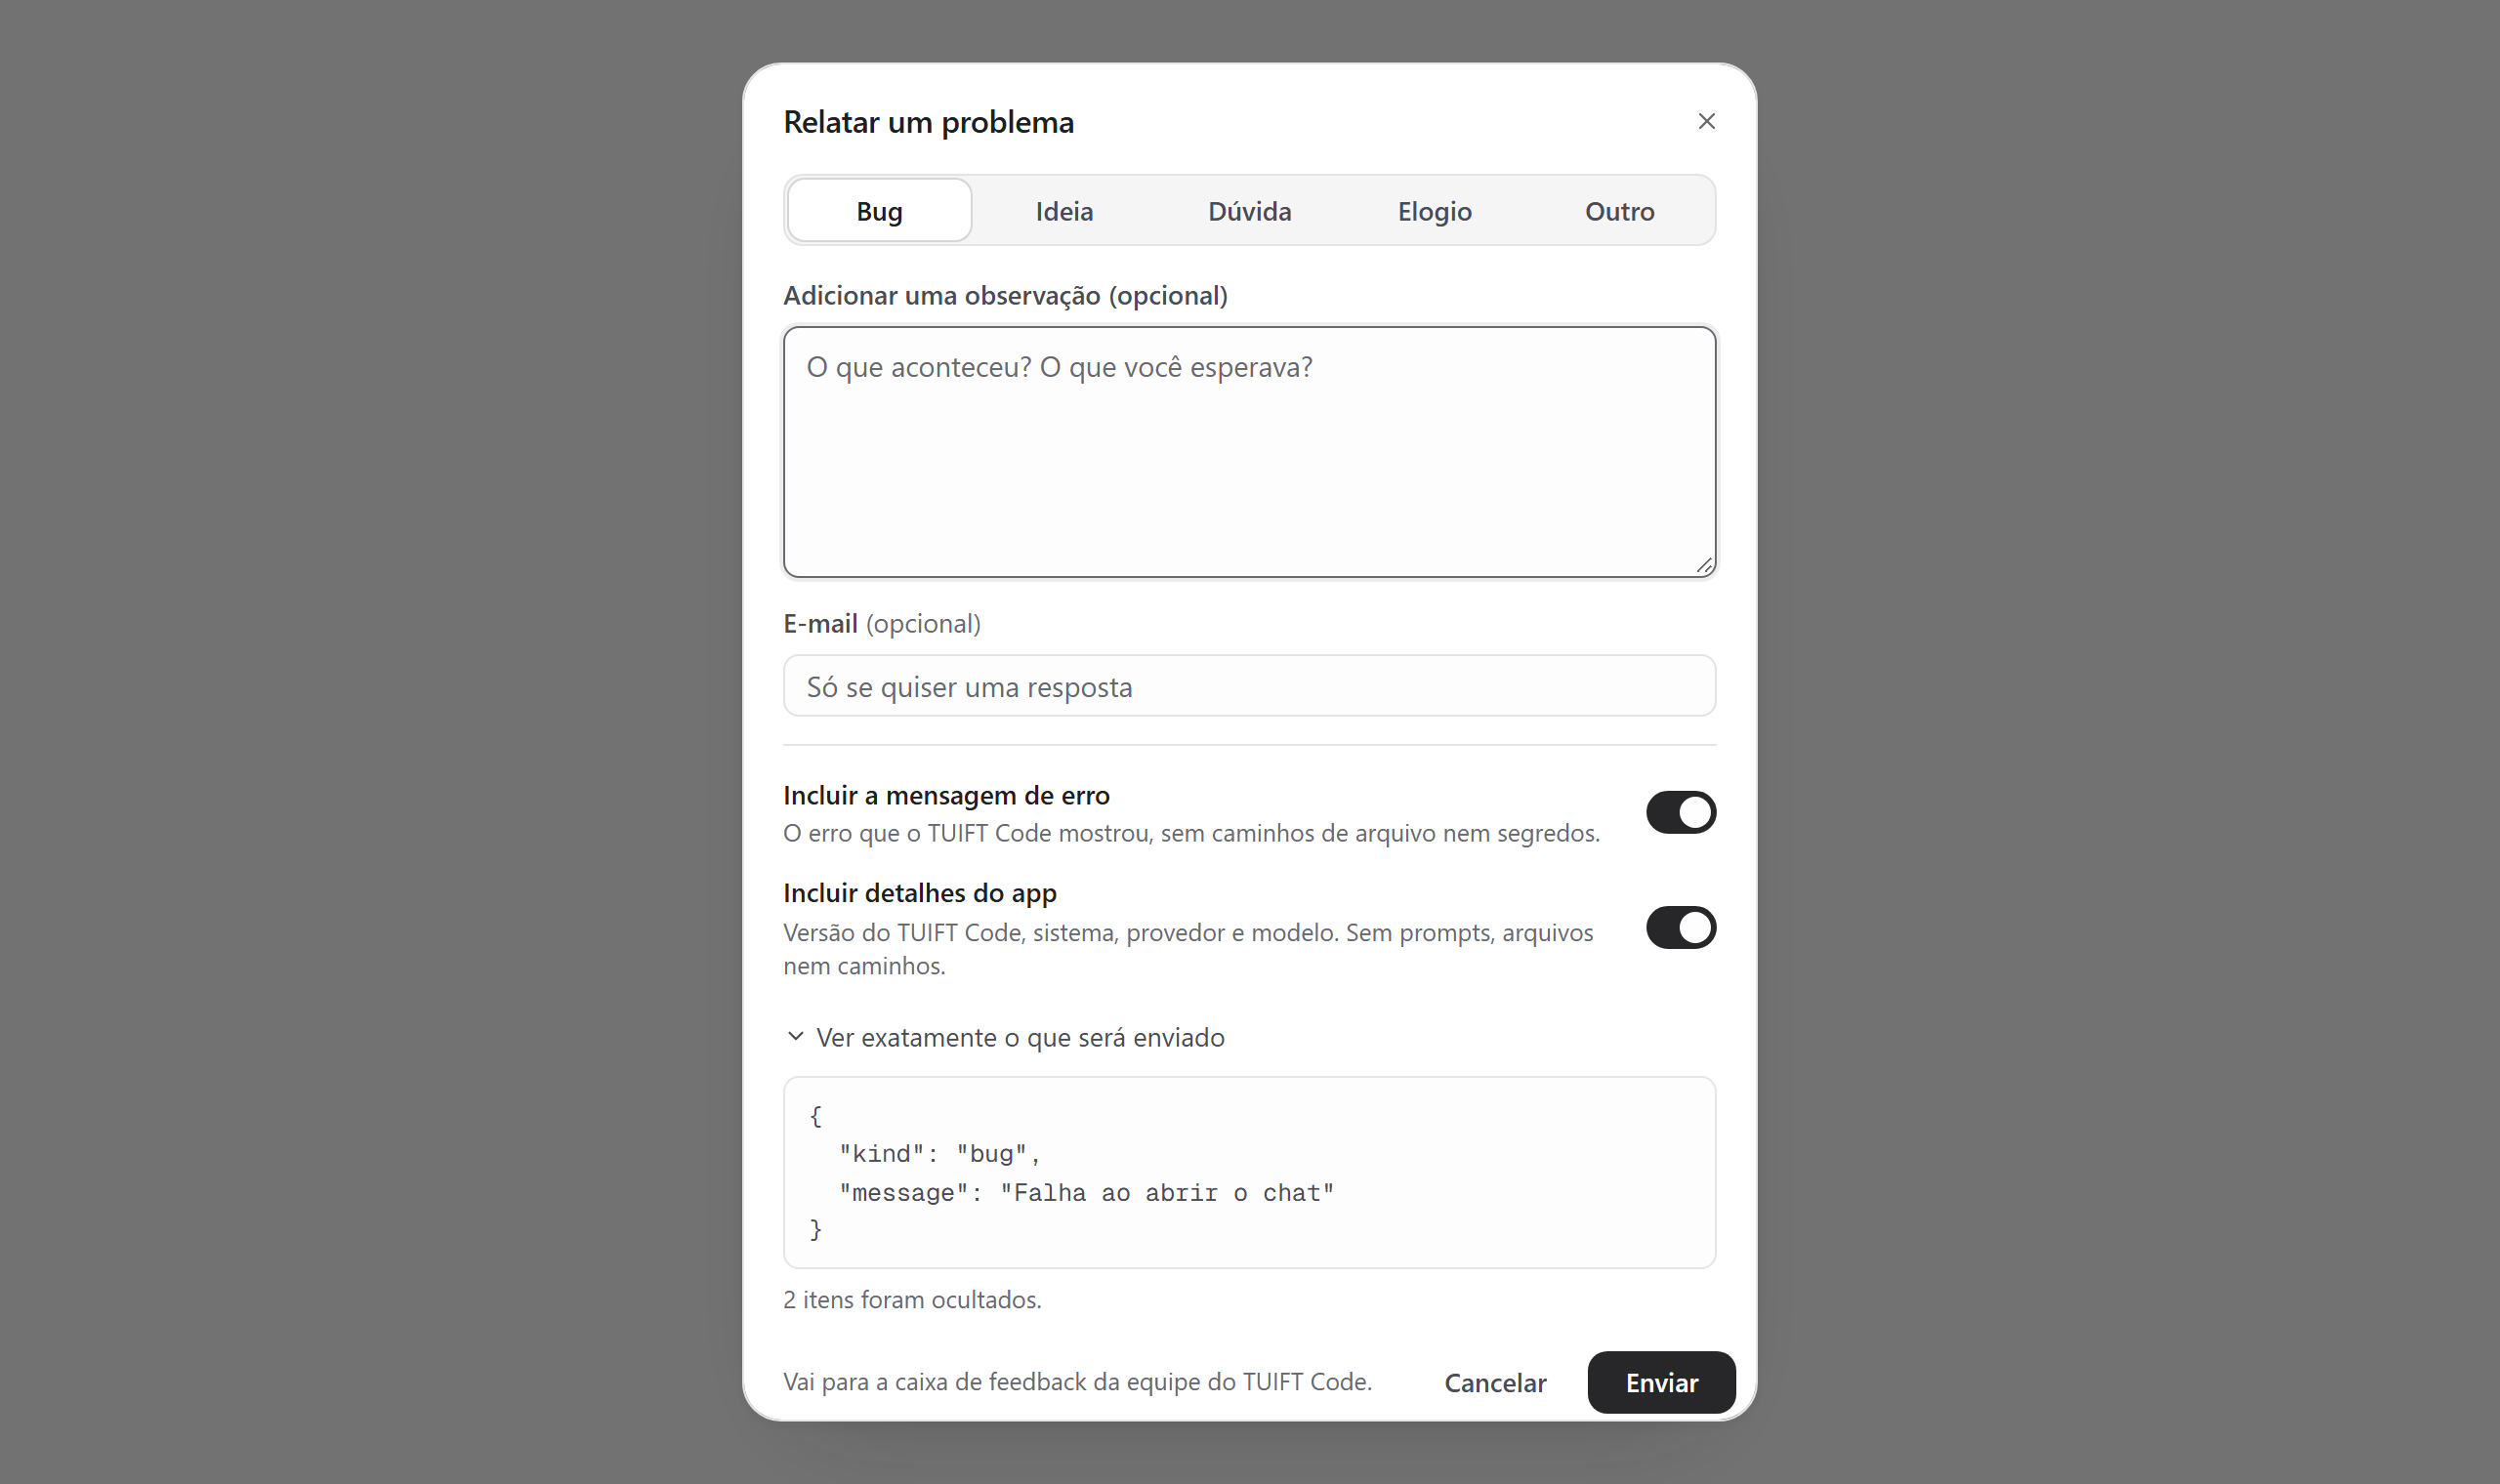 Relatar um problema
Bug
Ideia
Dúvida
Elogio
Outro
Adicionar uma observação (opcional)
O que aconteceu? O que você esperava?
E-mail (opcional)
Só se quiser uma resposta
Incluir a mensagem de erro
O erro que o TUIFT Code mostrou, sem caminhos de arquivo nem segredos.
Incluir detalhes do app
Versão do TUIFT Code, sistema, provedor e modelo. Sem prompts, arquivos
nem caminhos.
Ver exatamente o que será enviado
{
  "kind": "bug",
  "message": "Falha ao abrir o chat"
}
2 itens foram ocultados.
Vai para a caixa de feedback da equipe do TUIFT Code.
Cancelar
Enviar